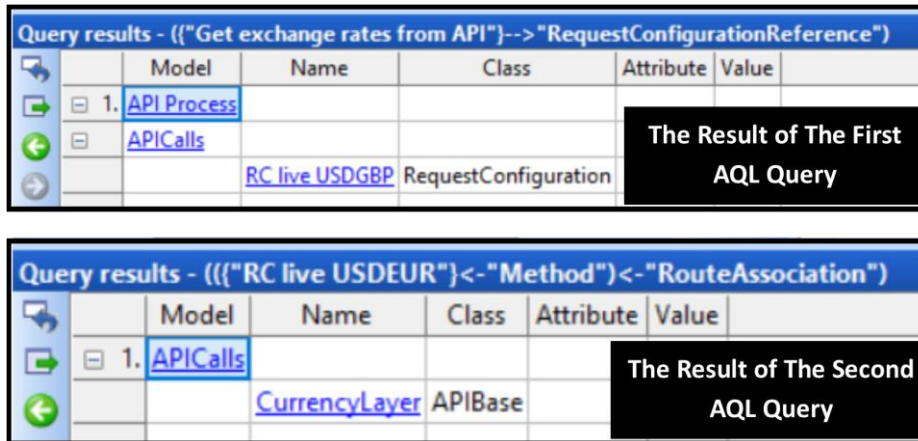 Query results - ({"Get exchange rates from API"}-->"RequestConfigurationReference")
Model Name Class Attribute Value
1. API Process
APICalls
RC live USDGBP RequestConfiguration
The Result of The First
AQL Query
Query results - ((({"RC live USDEUR"}<-"Method")<-"RouteAssociation")
Model Name Class Attribute Value
1. APICalls
CurrencyLayer APIBase
The Result of The Second
AQL Query